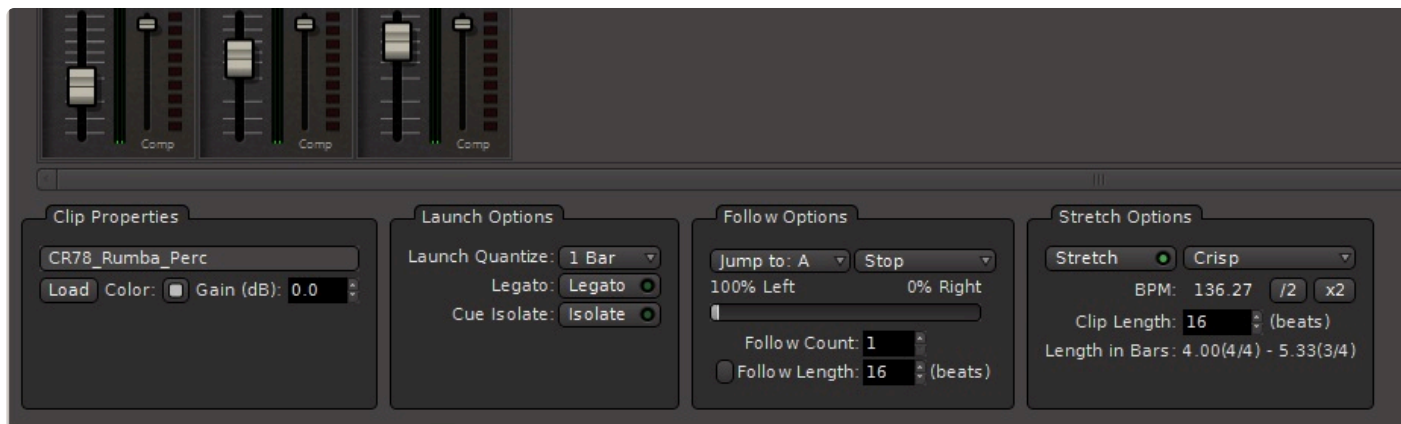 Comp Comp Comp
Clip Properties
CR78_Rumba_Perc
Load Color: Gain (dB): 0.0
Launch Options
Launch Quantize: 1 Bar
Legato: Legato
Cue Isolate: Isolate
Follow Options
Jump to: A Stop
100% Left 0% Right
Follow Count: 1
Follow Length: 16 (beats)
Stretch Options
Stretch Crisp
BPM: 136.27 /2 x2
Clip Length: 16 (beats)
Length in Bars: 4.00(4/4) - 5.33(3/4)